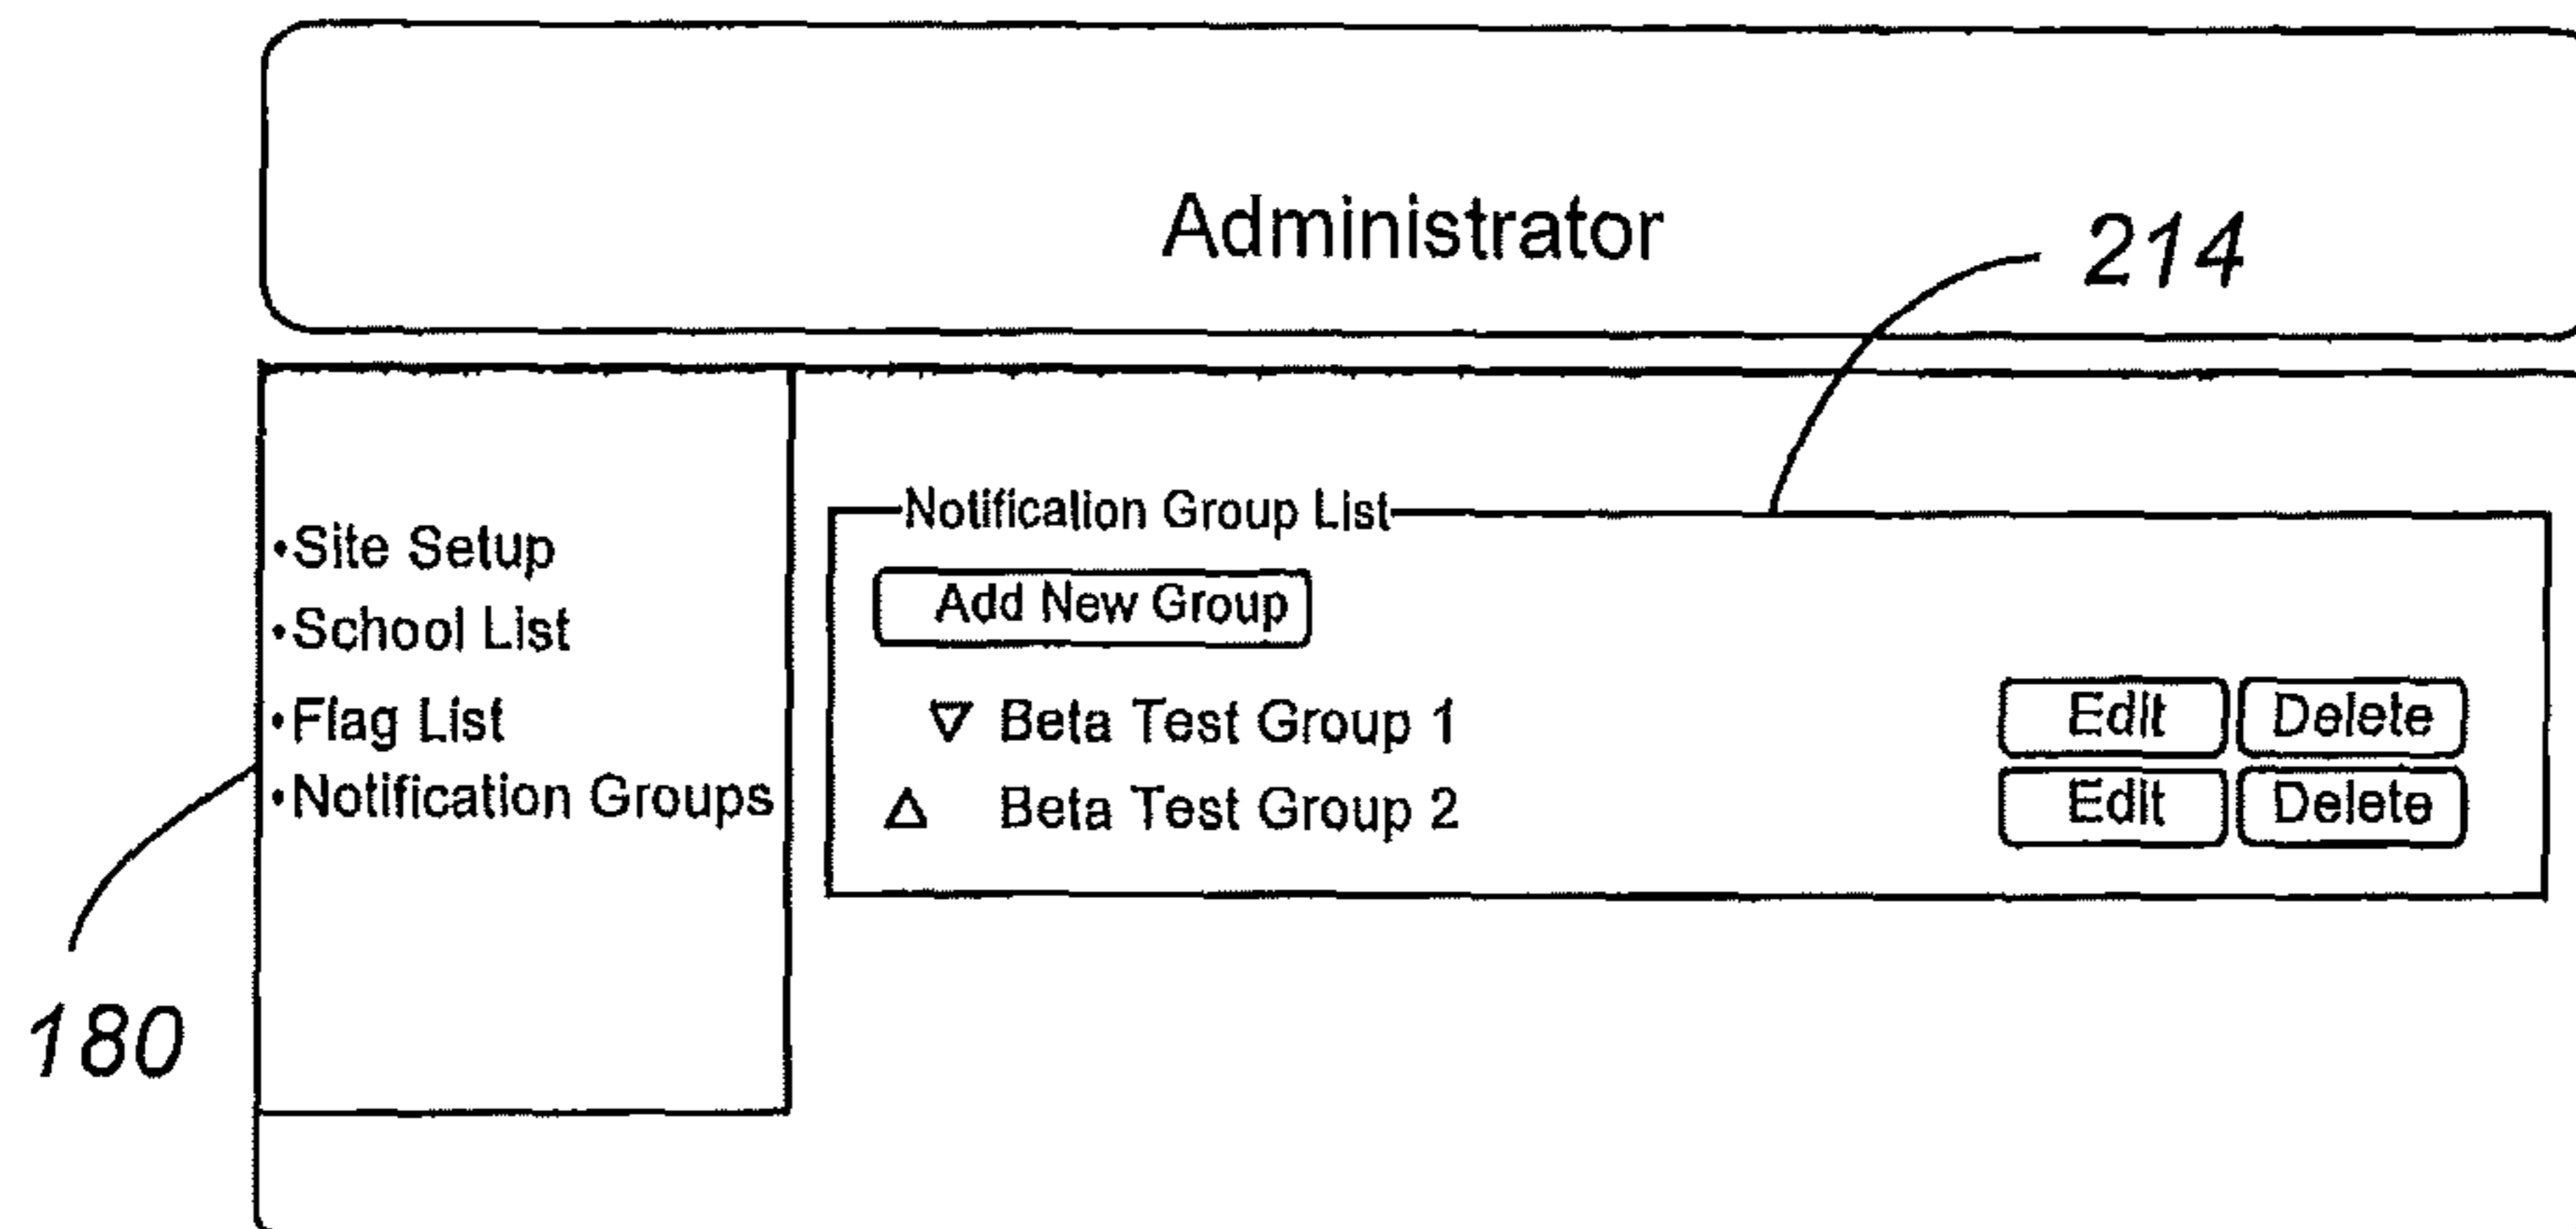 Administrator
214
Notification Group List
Add New Group
•Site Setup
•School List
•Flag List
•Notification Groups
▽ Beta Test Group 1 Edit Delete
△ Beta Test Group 2 Edit Delete
180